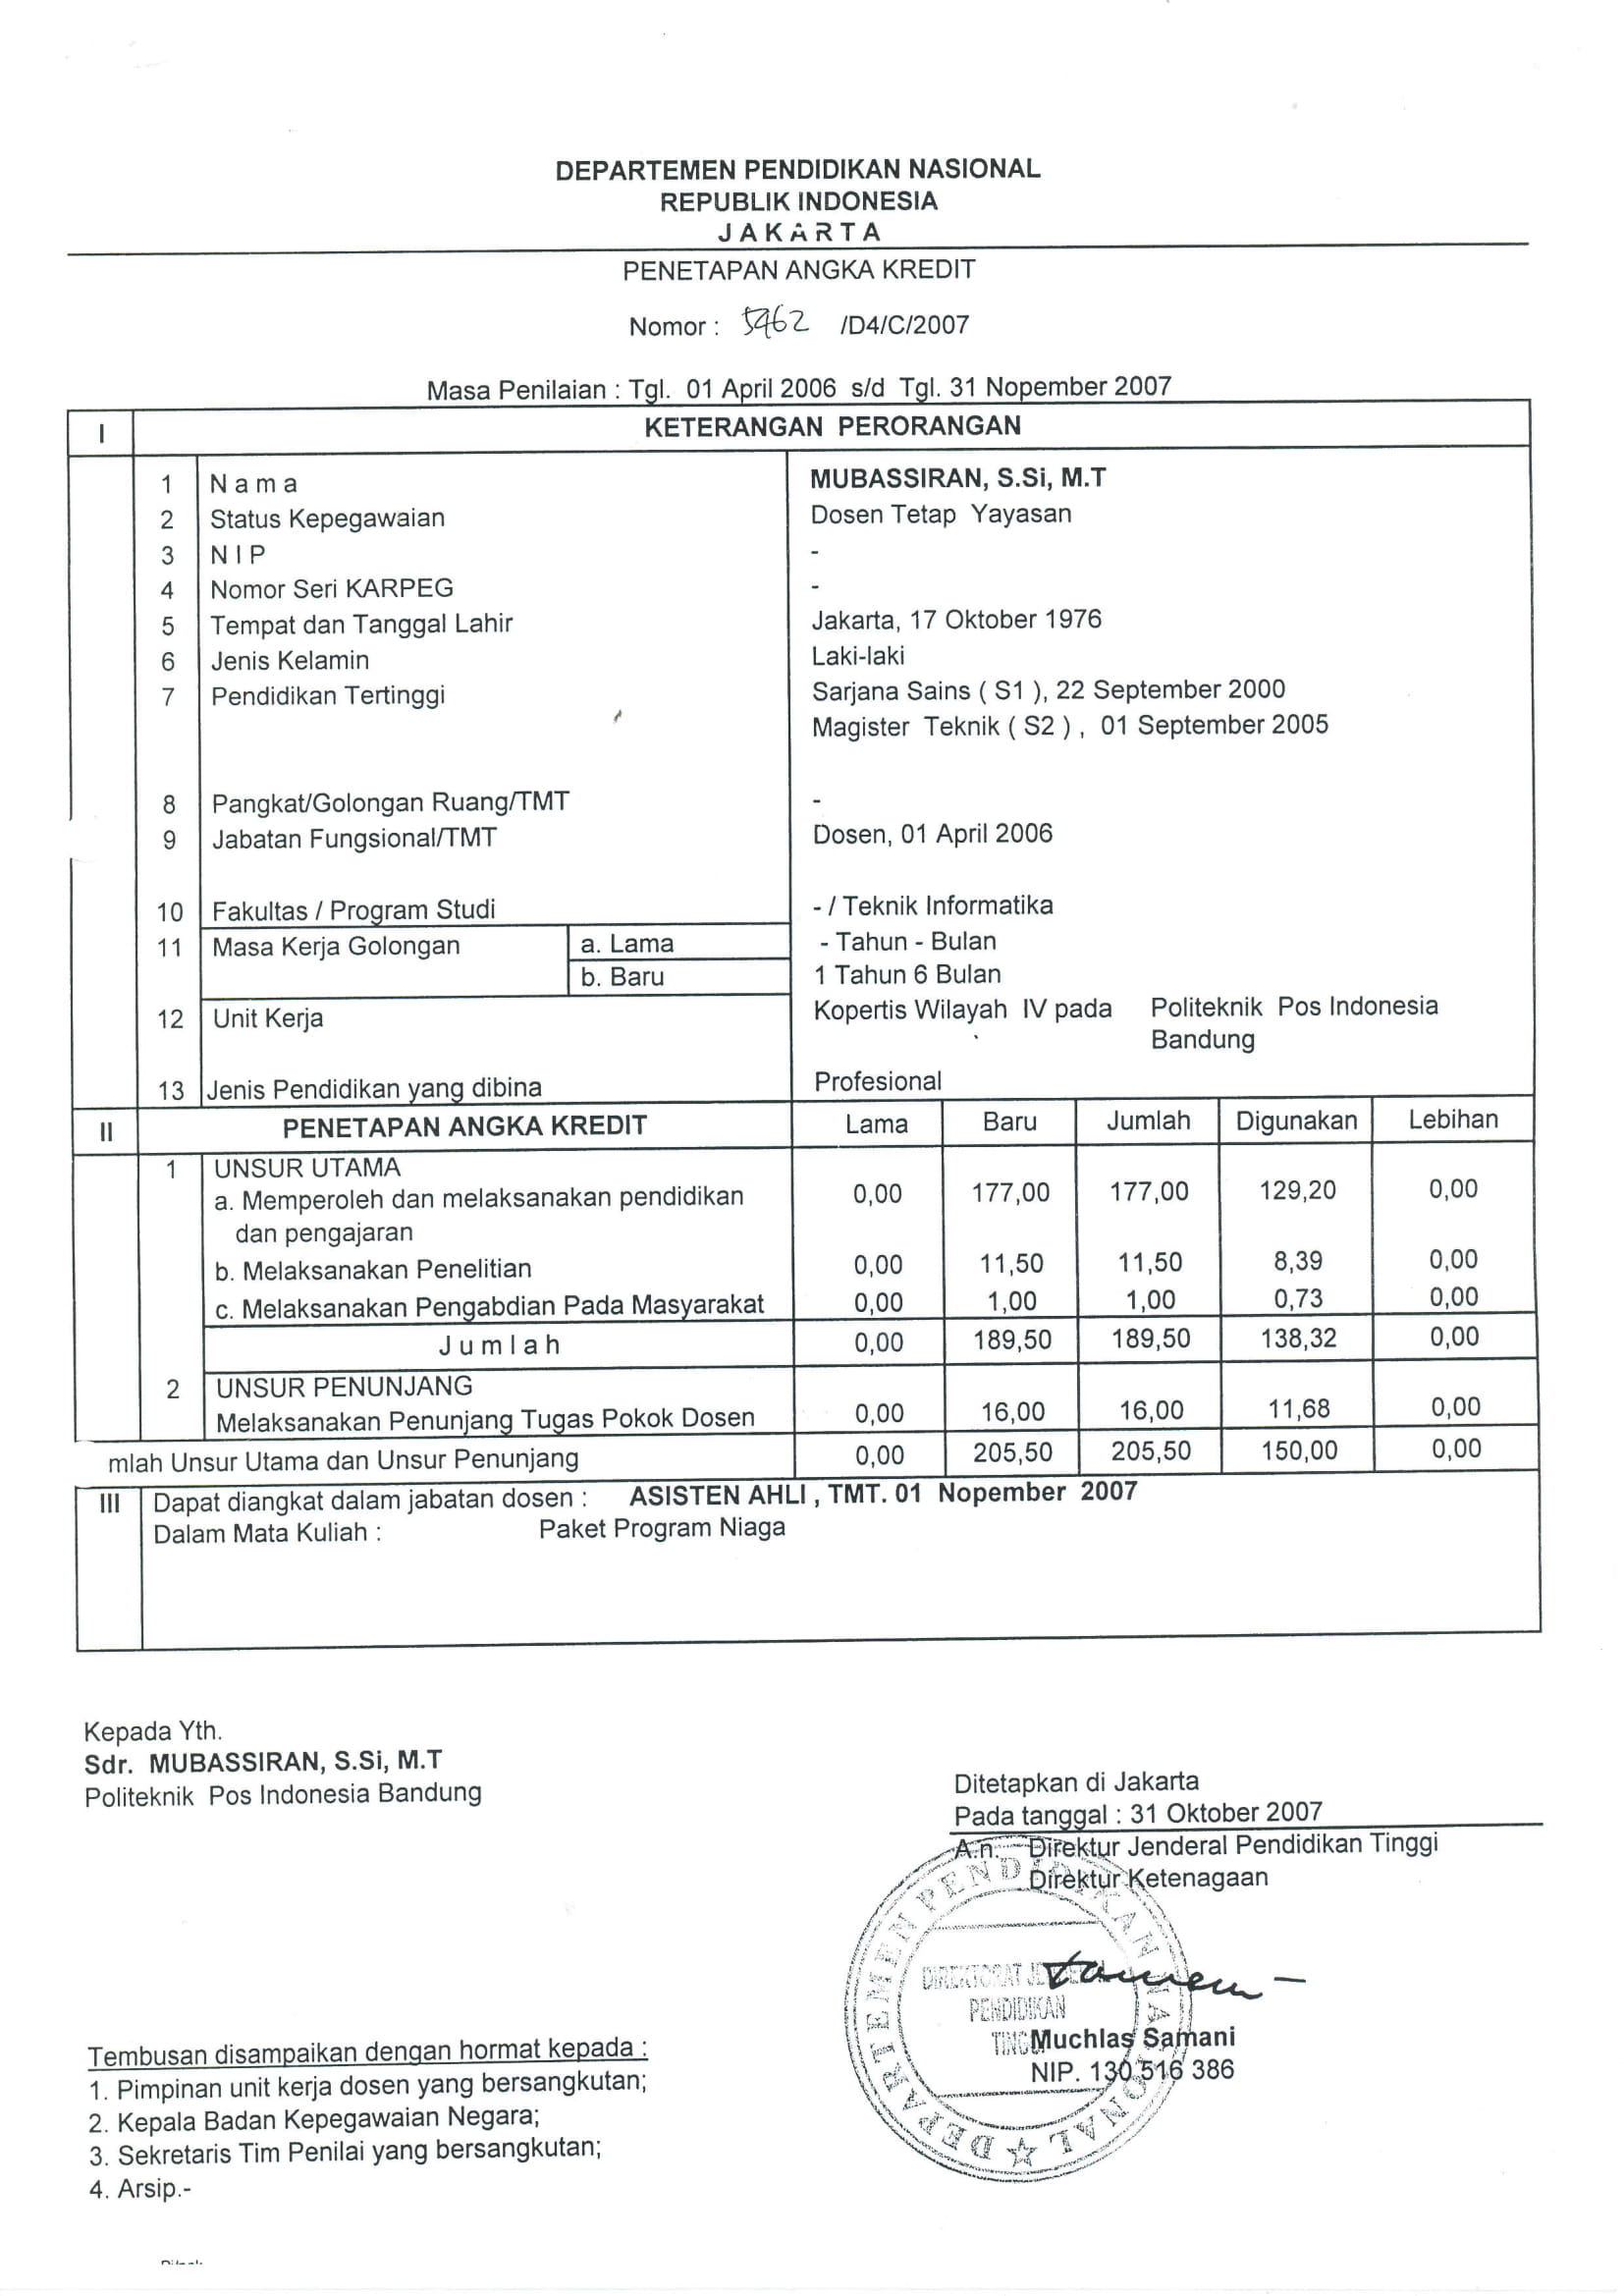 DEPARTEMEN PENDIDIKAN NASIONAL
REPUBLIK INDONESIA
J A K A R T A
PENETAPAN ANGKA KREDIT
Nomor : 5962 /D4/C/2007
Masa Penilaian : Tgl. 01 April 2006 s/d Tgl. 31 Nopember 2007
I KETERANGAN PERORANGAN
1 N a m a MUBASSIRAN, S.Si, M.T
2 Status Kepegawaian Dosen Tetap Yayasan
3 N I P -
4 Nomor Seri KARPEG -
5 Tempat dan Tanggal Lahir Jakarta, 17 Oktober 1976
6 Jenis Kelamin Laki-laki
7 Pendidikan Tertinggi Sarjana Sains ( S1 ), 22 September 2000
Magister Teknik ( S2 ) , 01 September 2005
8 Pangkat/Golongan Ruang/TMT -
9 Jabatan Fungsional/TMT Dosen, 01 April 2006
10 Fakultas / Program Studi - / Teknik Informatika
11 Masa Kerja Golongan a. Lama - Tahun - Bulan
b. Baru 1 Tahun 6 Bulan
12 Unit Kerja Kopertis Wilayah IV pada Politeknik Pos Indonesia
Bandung
13 Jenis Pendidikan yang dibina Profesional
II PENETAPAN ANGKA KREDIT Lama Baru Jumlah Digunakan Lebihan
1 UNSUR UTAMA
a. Memperoleh dan melaksanakan pendidikan 0,00 177,00 177,00 129,20 0,00
dan pengajaran
b. Melaksanakan Penelitian 0,00 11,50 11,50 8,39 0,00
c. Melaksanakan Pengabdian Pada Masyarakat 0,00 1,00 1,00 0,73 0,00
J u m l a h 0,00 189,50 189,50 138,32 0,00
2 UNSUR PENUNJANG
Melaksanakan Penunjang Tugas Pokok Dosen 0,00 16,00 16,00 11,68 0,00
mlah Unsur Utama dan Unsur Penunjang 0,00 205,50 205,50 150,00 0,00
III Dapat diangkat dalam jabatan dosen : ASISTEN AHLI , TMT. 01 Nopember 2007
Dalam Mata Kuliah : Paket Program Niaga
Kepada Yth.
Sdr. MUBASSIRAN, S.Si, M.T
Politeknik Pos Indonesia Bandung
Ditetapkan di Jakarta
Pada tanggal : 31 Oktober 2007
A.n. Direktur Jenderal Pendidikan Tinggi
Direktur Ketenagaan
DEPARTEMEN PENDIDIKAN NASIONAL
DIREKTORAT JENDERAL
PENDIDIKAN
TINGGI
Muchlas Samani
NIP. 130 516 386
Tembusan disampaikan dengan hormat kepada :
1. Pimpinan unit kerja dosen yang bersangkutan;
2. Kepala Badan Kepegawaian Negara;
3. Sekretaris Tim Penilai yang bersangkutan;
4. Arsip.-